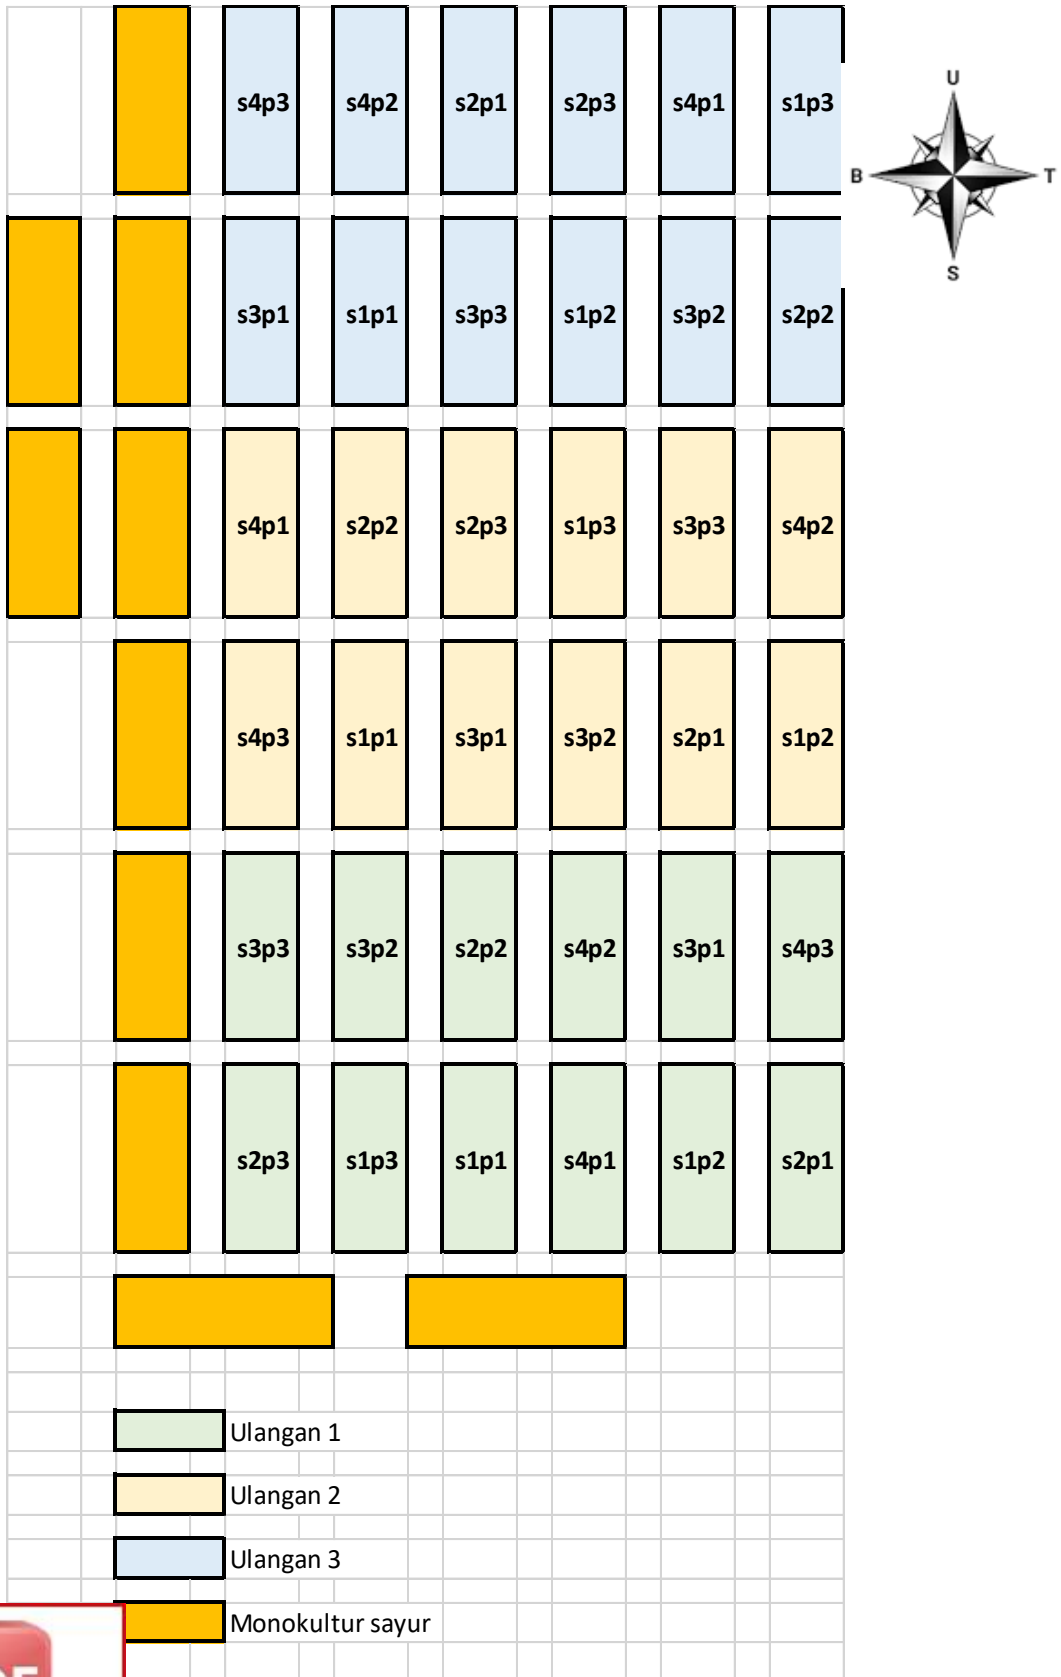 s4p3 s4p2 s2p1 s2p3 s4p1 s1p3
U
B T
S
s3p1 s1p1 s3p3 s1p2 s3p2 s2p2
s4p1 s2p2 s2p3 s1p3 s3p3 s4p2
s4p3 s1p1 s3p1 s3p2 s2p1 s1p2
s3p3 s3p2 s2p2 s4p2 s3p1 s4p3
s2p3 s1p3 s1p1 s4p1 s1p2 s2p1
Ulangan 1
Ulangan 2
Ulangan 3
Monokultur sayur